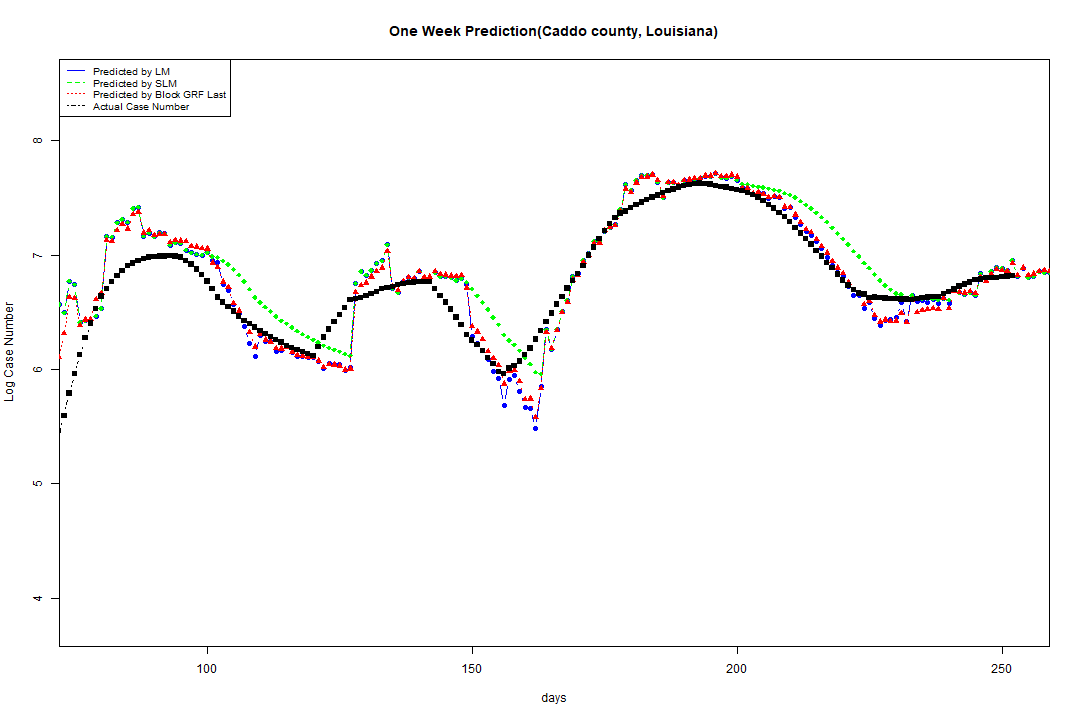 One Week Prediction(Caddo county, Louisiana)
Predicted by LM
Predicted by SLM
Predicted by Block GRF Last
Actual Case Number
8
7
6
5
4
Log Case Number
100 150 200 250
days